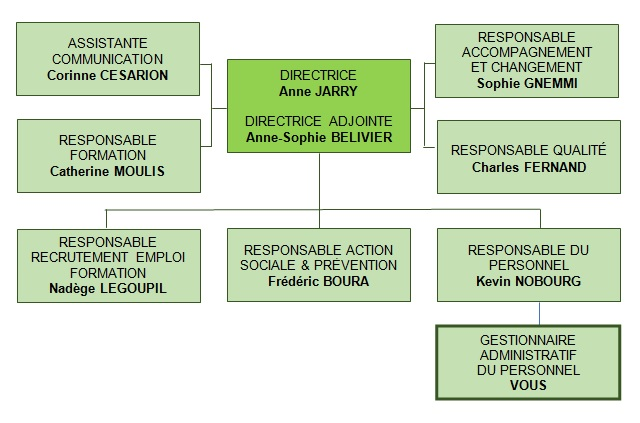 ASSISTANTE
COMMUNICATION
Corinne CESARION
DIRECTRICE
Anne JARRY
DIRECTRICE ADJOINTE
Anne-Sophie BELIVIER
RESPONSABLE
ACCOMPAGNEMENT
ET CHANGEMENT
Sophie GNEMMI
RESPONSABLE
FORMATION
Catherine MOULIS
RESPONSABLE QUALITÉ
Charles FERNAND
RESPONSABLE
RECRUTEMENT EMPLOI
FORMATION
Nadège LEGOUPIL
RESPONSABLE ACTION
SOCIALE & PRÉVENTION
Frédéric BOURA
RESPONSABLE DU
PERSONNEL
Kevin NOBOURG
GESTIONNAIRE
ADMINISTRATIF
DU PERSONNEL
VOUS